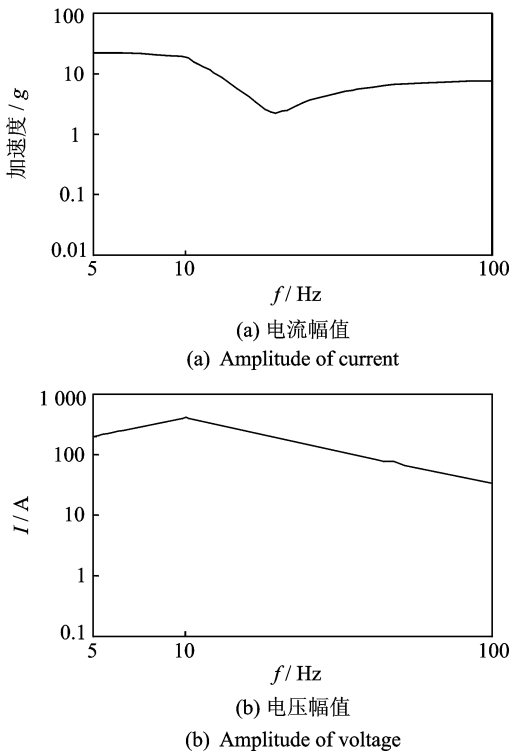 100
10
1
0.1
0.01
加速度 / g
5 10 100
f / Hz
(a) 电流幅值
(a) Amplitude of current
1 000
100
10
1
0.1
I / A
5 10 100
f / Hz
(b) 电压幅值
(b) Amplitude of voltage